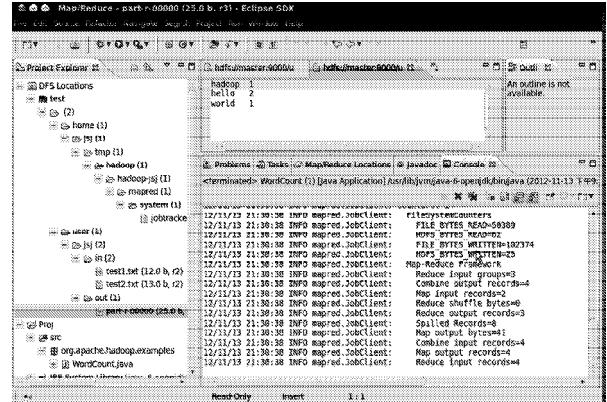 Map/Reduce - part-r-00000 (25.0 b, r3) - Eclipse SDK
Project Explorer
DFS Locations
test
(2)
home (1)
jsj (1)
tmp (1)
hadoop (1)
hadoop-jsj (1)
mapred (1)
system (1)
jobtracke
user (1)
jsj (2)
in (2)
test1.txt (12.0 b, r2)
test2.txt (13.0 b, r2)
out (1)
part-r-00000 (25.0 b,
Proj
src
org.apache.hadoop.examples
WordCount.java
hdfs://master:9000/u
hdfs://master:9000/u
hadoop 1
hello 2
world 1
Outli
An outline is not
available.
Problems Tasks Map/Reduce Locations Javadoc Console
<terminated> WordCount (1) [Java Application] /usr/lib/jvm/java-6-openjdk/bin/java (2012-11-13
12/11/13 21:30:38 INFO mapred.JobClient: FileSystemCounters
12/11/13 21:30:38 INFO mapred.JobClient: FILE_BYTES_READ=50389
12/11/13 21:30:38 INFO mapred.JobClient: HDFS_BYTES_READ=62
12/11/13 21:30:38 INFO mapred.JobClient: FILE_BYTES_WRITTEN=102374
12/11/13 21:30:38 INFO mapred.JobClient: HDFS_BYTES_WRITTEN=25
12/11/13 21:30:38 INFO mapred.JobClient: Map-Reduce Framework
12/11/13 21:30:38 INFO mapred.JobClient: Reduce input groups=3
12/11/13 21:30:38 INFO mapred.JobClient: Combine output records=4
12/11/13 21:30:38 INFO mapred.JobClient: Map input records=2
12/11/13 21:30:38 INFO mapred.JobClient: Reduce shuffle bytes=0
12/11/13 21:30:38 INFO mapred.JobClient: Reduce output records=3
12/11/13 21:30:38 INFO mapred.JobClient: Spilled Records=8
12/11/13 21:30:38 INFO mapred.JobClient: Map output bytes=41
12/11/13 21:30:38 INFO mapred.JobClient: Combine input records=4
12/11/13 21:30:38 INFO mapred.JobClient: Map output records=4
12/11/13 21:30:38 INFO mapred.JobClient: Reduce input records=4
Read-Only Insert 1:1